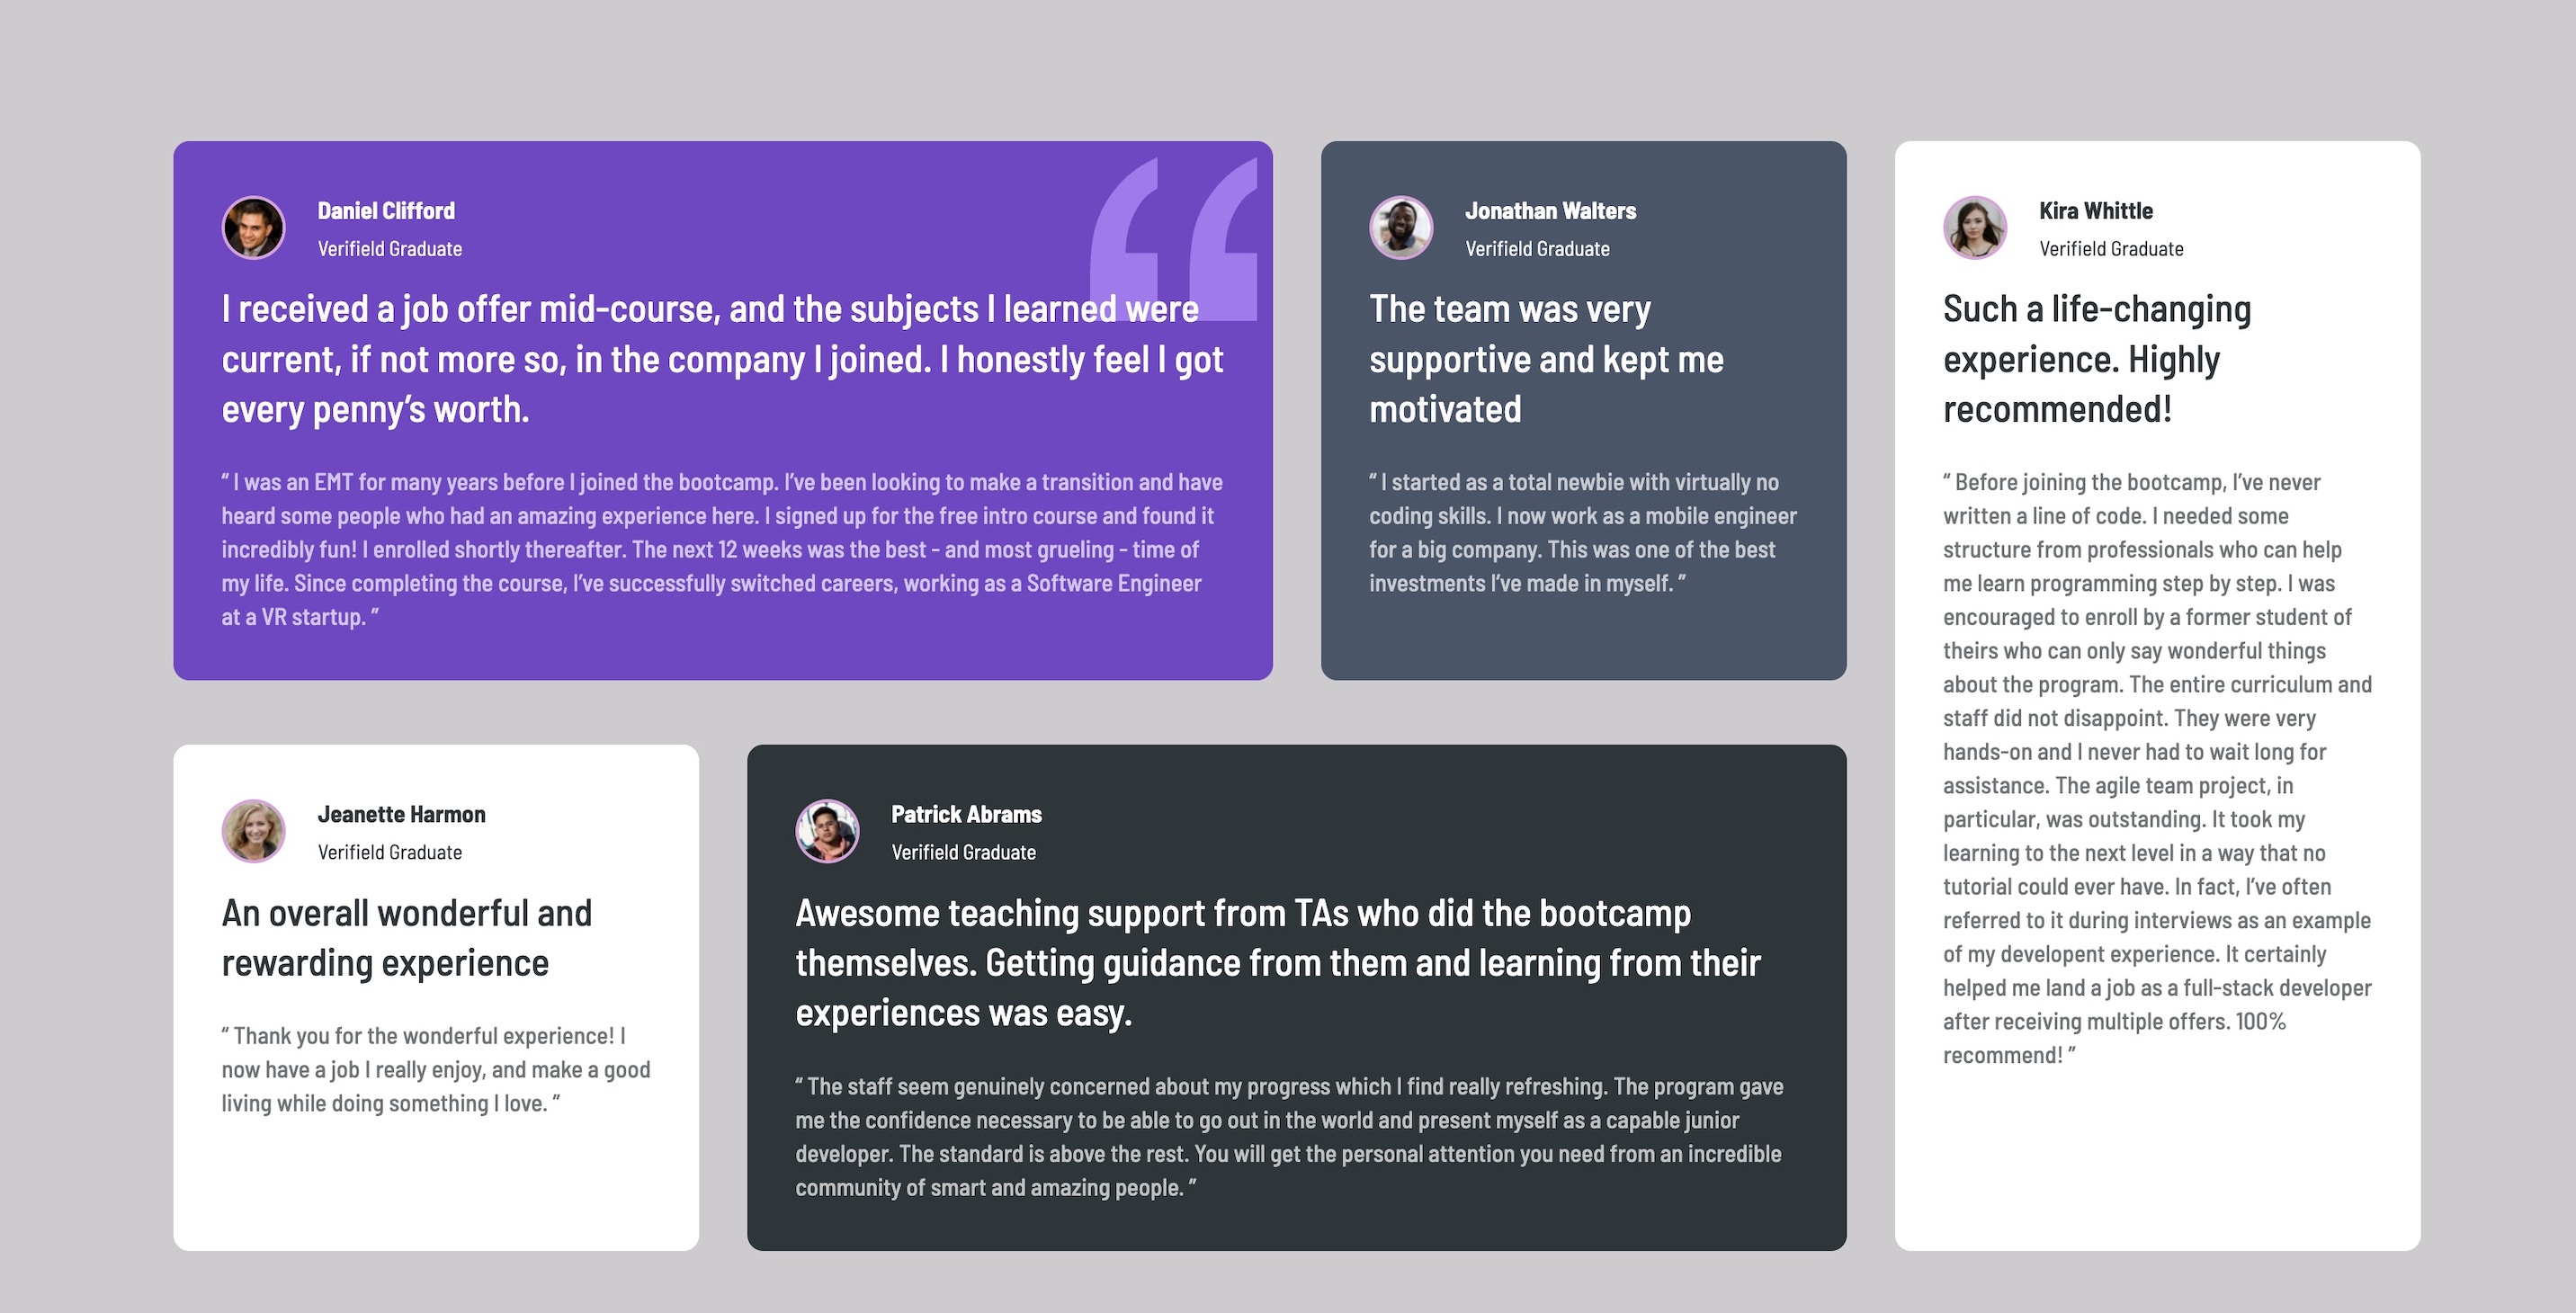 Daniel Clifford
Verifield Graduate
I received a job offer mid-course, and the subjects I learned were
current, if not more so, in the company I joined. I honestly feel I got
every penny’s worth.
“ I was an EMT for many years before I joined the bootcamp. I’ve been looking to make a transition and have
heard some people who had an amazing experience here. I signed up for the free intro course and found it
incredibly fun! I enrolled shortly thereafter. The next 12 weeks was the best - and most grueling - time of
my life. Since completing the course, I’ve successfully switched careers, working as a Software Engineer
at a VR startup. ”
Jonathan Walters
Verifield Graduate
The team was very
supportive and kept me
motivated
“ I started as a total newbie with virtually no
coding skills. I now work as a mobile engineer
for a big company. This was one of the best
investments I’ve made in myself. ”
Kira Whittle
Verifield Graduate
Such a life-changing
experience. Highly
recommended!
“ Before joining the bootcamp, I’ve never
written a line of code. I needed some
structure from professionals who can help
me learn programming step by step. I was
encouraged to enroll by a former student of
theirs who can only say wonderful things
about the program. The entire curriculum and
staff did not disappoint. They were very
hands-on and I never had to wait long for
assistance. The agile team project, in
particular, was outstanding. It took my
learning to the next level in a way that no
tutorial could ever have. In fact, I’ve often
referred to it during interviews as an example
of my developent experience. It certainly
helped me land a job as a full-stack developer
after receiving multiple offers. 100%
recommend! ”
Jeanette Harmon
Verifield Graduate
An overall wonderful and
rewarding experience
“ Thank you for the wonderful experience! I
now have a job I really enjoy, and make a good
living while doing something I love. ”
Patrick Abrams
Verifield Graduate
Awesome teaching support from TAs who did the bootcamp
themselves. Getting guidance from them and learning from their
experiences was easy.
“ The staff seem genuinely concerned about my progress which I find really refreshing. The program gave
me the confidence necessary to be able to go out in the world and present myself as a capable junior
developer. The standard is above the rest. You will get the personal attention you need from an incredible
community of smart and amazing people. ”